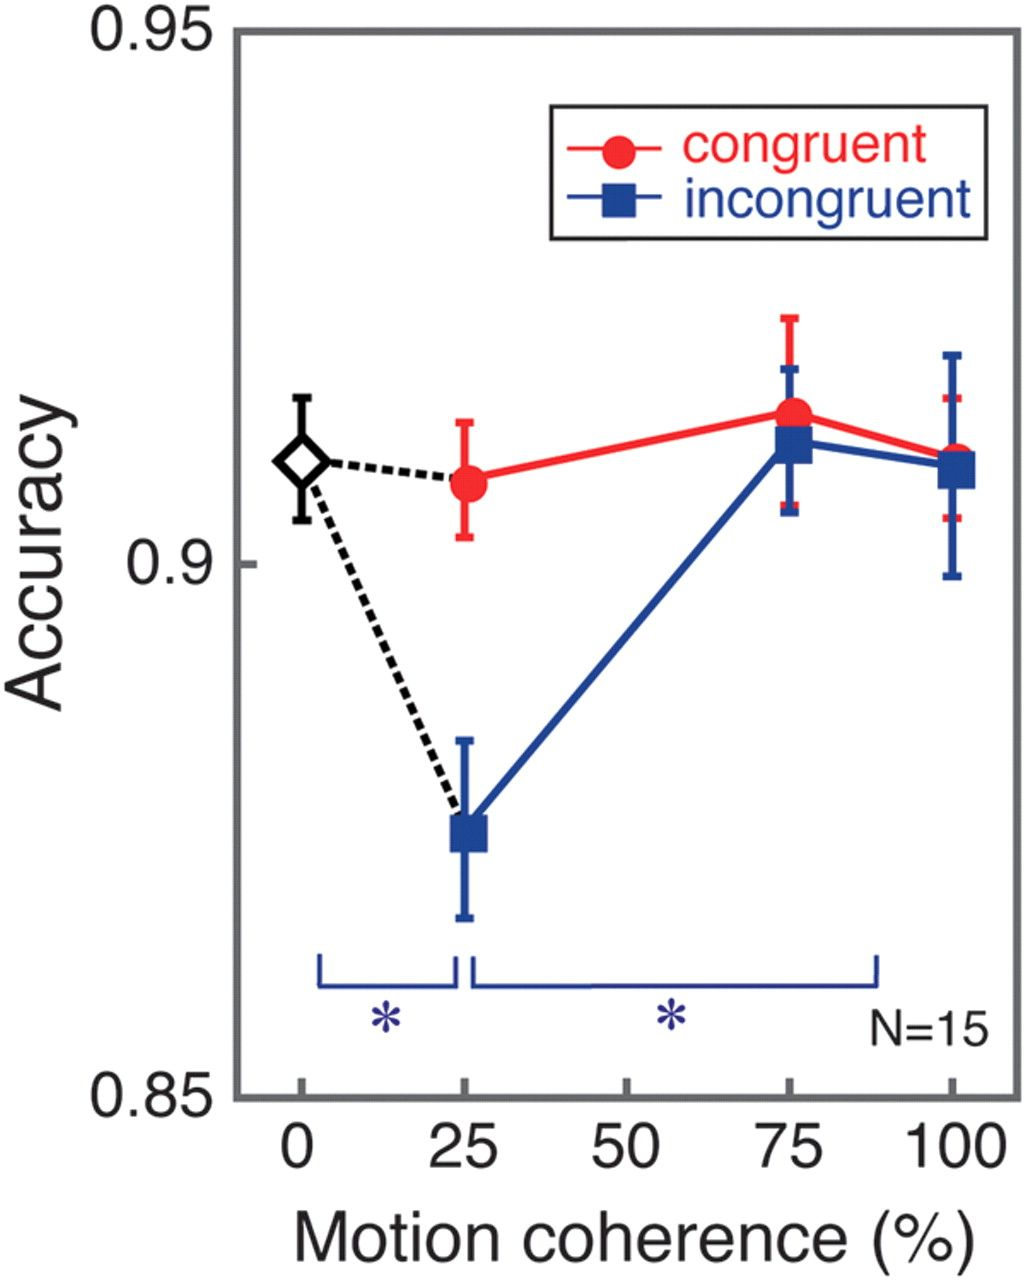 0.95
congruent
incongruent
Accuracy
0.9
*
*
N=15
0.85
0 25 50 75 100
Motion coherence (%)